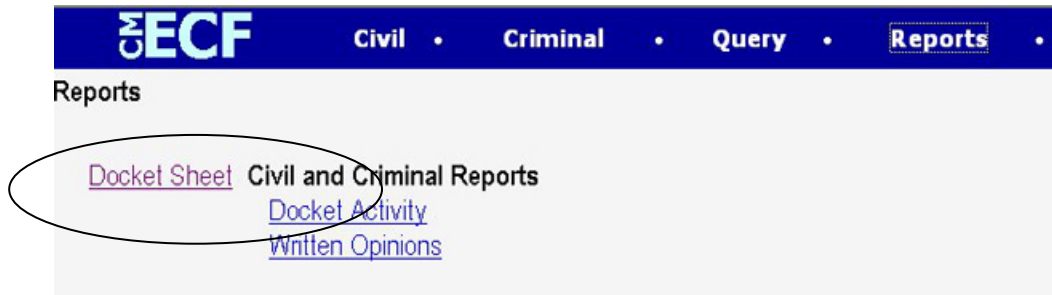 CM ECF Civil • Criminal • Query • Reports •
Reports
Docket Sheet Civil and Criminal Reports
Docket Activity
Written Opinions